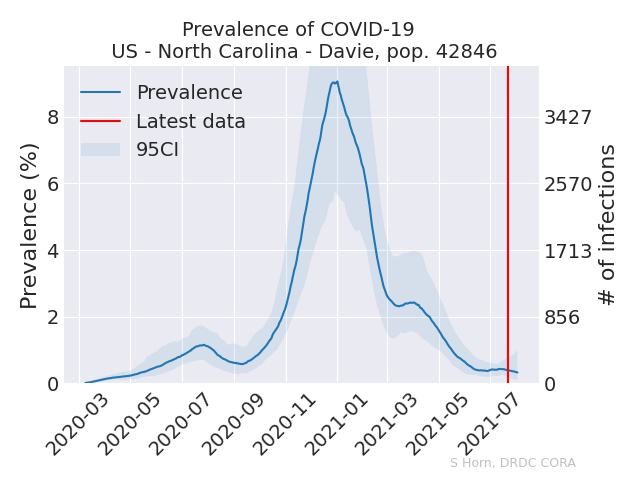 Prevalence of COVID-19
US - North Carolina - Davie, pop. 42846
Prevalence
Latest data
95CI
Prevalence (%)
8
6
4
2
0
3427
2570
1713
856
0
# of infections
2020-03
2020-05
2020-07
2020-09
2020-11
2021-01
2021-03
2021-05
2021-07
S Horn, DRDC CORA